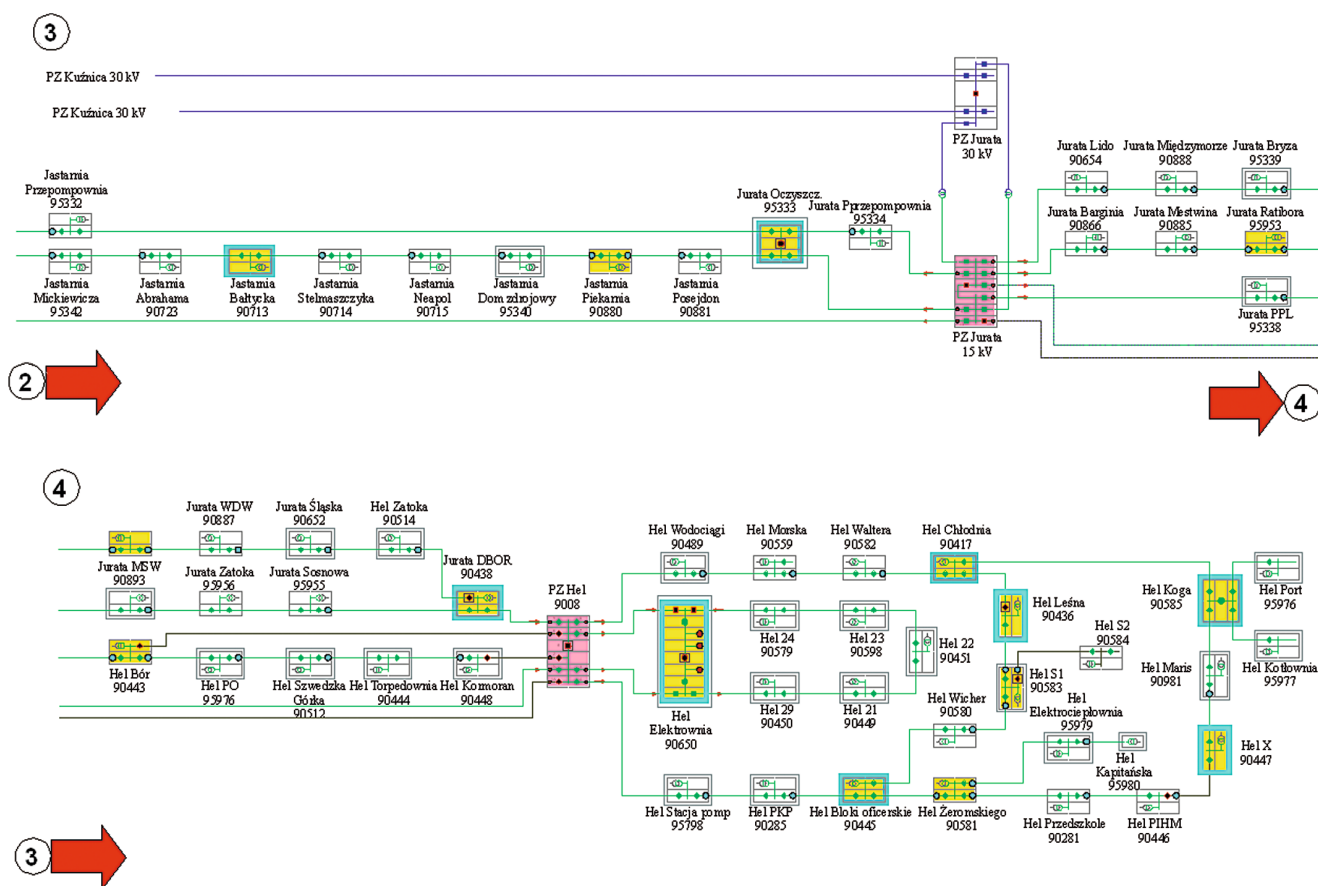 3
PZ Kuźnica 30 kV
PZ Kuźnica 30 kV
PZ Jurata
30 kV
Jurata Lido
90654
Jurata Międzymorze
90888
Jurata Bryza
95339
Jastarnia
Przepompownia
95332
Jurata Oczyszcz.
95333
Jurata Pprzepompownia
95334
Jurata Barginia
90866
Jurata Mestwina
90885
Jurata Ratibora
95953
Jastarnia
Mickiewicza
95342
Jastarnia
Abrahama
90723
Jastarnia
Bałtycka
90713
Jastarnia
Stelmaszczyka
90714
Jastarnia
Neapol
90715
Jastarnia
Dom zdrojowy
95340
Jastarnia
Piekarnia
90880
Jastarnia
Posejdon
90881
Jurata PPL
95338
PZ Jurata
15 kV
2
4
4
Jurata WDW
90887
Jurata Śląska
90652
Hel Zatoka
90514
Jurata MSW
90893
Jurata Zatoka
95956
Jurata Sosnowa
95955
Jurata DBOR
90438
PZ Hel
9008
Hel Wodociągi
90489
Hel Morska
90559
Hel Waltera
90582
Hel Chłodnia
90417
Hel Koga
90585
Hel Port
95976
Hel Leśna
90436
Hel S2
90584
Hel 24
90579
Hel 23
90598
Hel 22
90451
Hel Bór
90443
Hel PO
95976
Hel Szwedzka
Górka
90512
Hel Torpedownia
90444
Hel Kormoran
90448
Hel
Elektrownia
90650
Hel 29
90450
Hel 21
90449
Hel Wicher
90580
Hel S1
90583
Hel Maris
90981
Hel Kotłownia
95977
Hel
Elektrociepłownia
95979
Hel
Kapitańska
95980
Hel X
90447
Hel Stacja pomp
95798
Hel PKP
90285
Hel Bloki oficerskie
90445
Hel Żeromskiego
90581
Hel Przedszkole
90281
Hel PIHM
90446
3